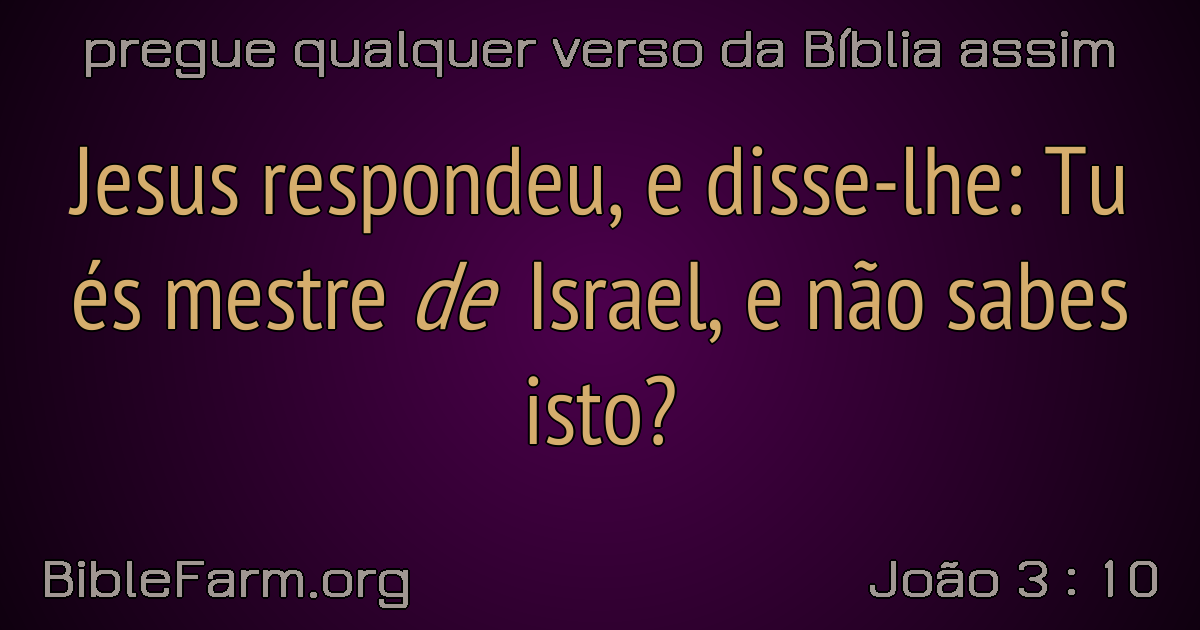 pregue qualquer verso da Bíblia assim
Jesus respondeu, e disse-lhe: Tu
és mestre de Israel, e não sabes
isto?
BibleFarm.org
João 3 : 10